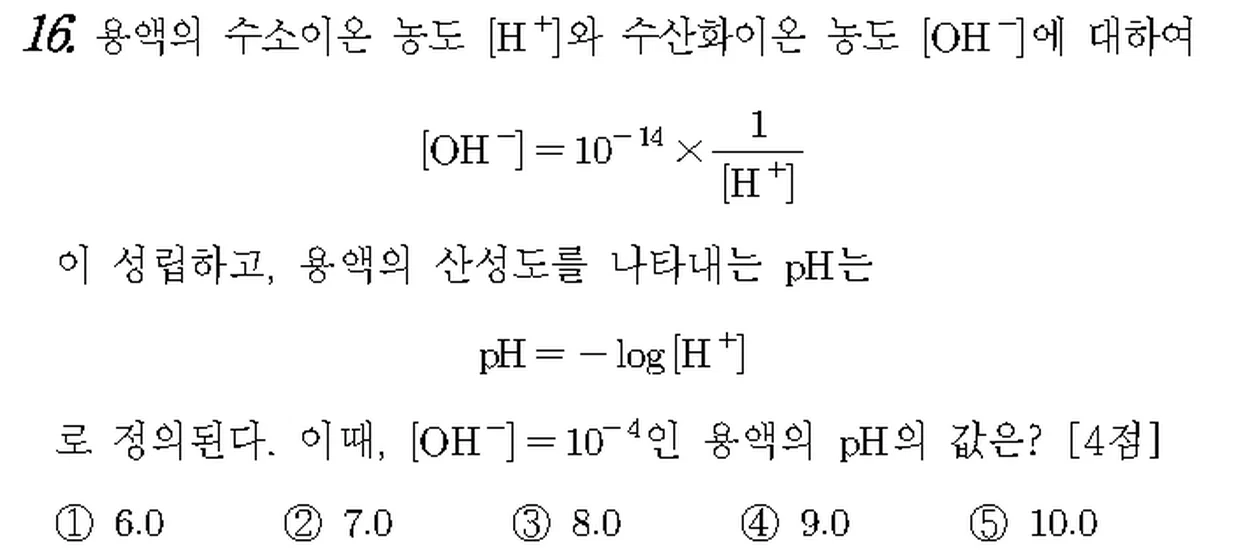 16. 용액의 수소이온 농도 [H⁺]와 수산화이온 농도 [OH⁻]에 대하여
[OH⁻]=10⁻¹⁴×1/[H⁺]
이 성립하고, 용액의 산성도를 나타내는 pH는
pH=-log[H⁺]
로 정의된다. 이때, [OH⁻]=10⁻⁴인 용액의 pH의 값은? [4점]
① 6.0 ② 7.0 ③ 8.0 ④ 9.0 ⑤ 10.0